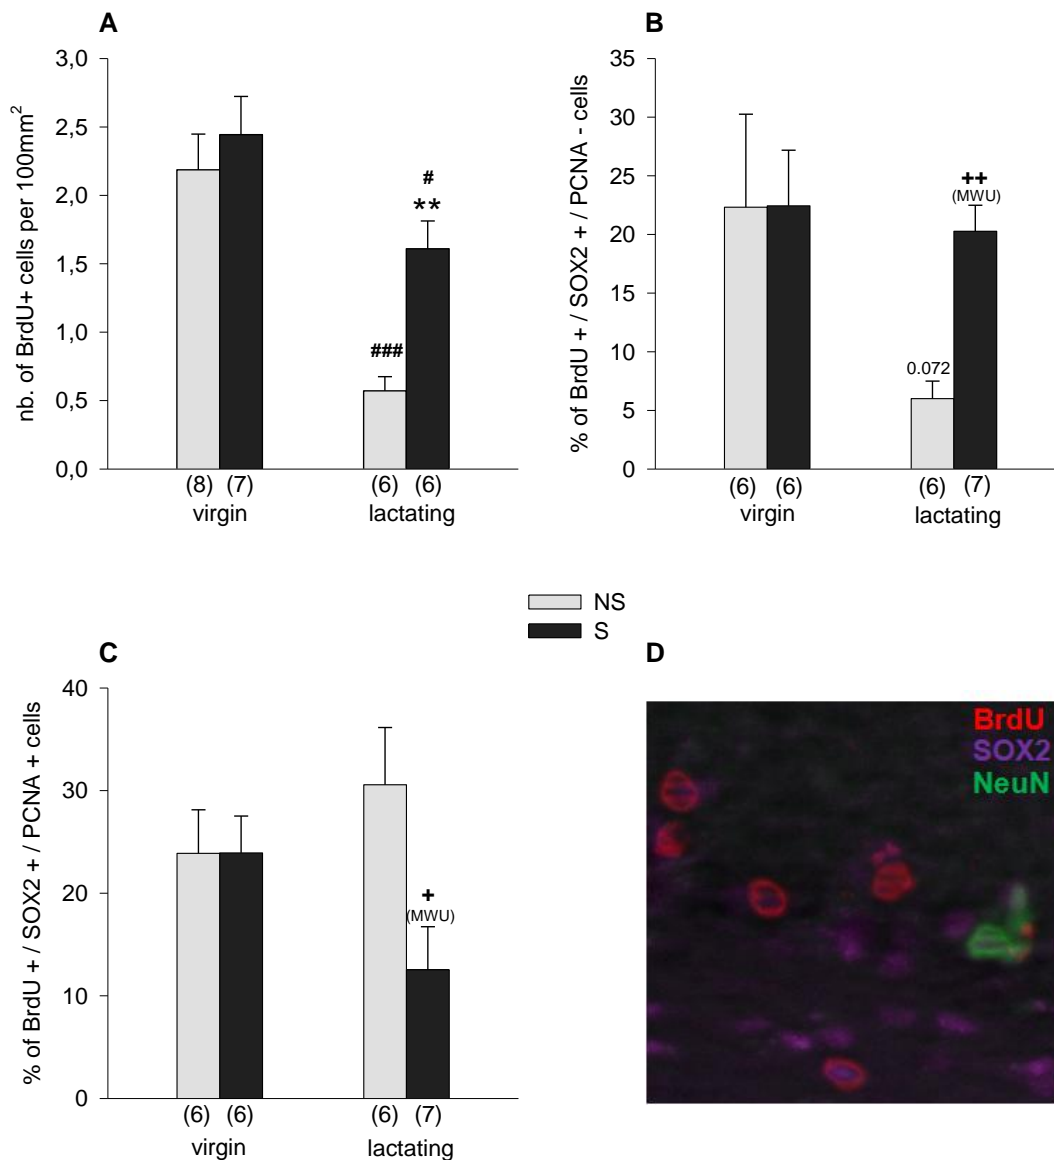 A
nb. of BrdU+ cells per 100mm²
3,0
2,5
2,0
1,5
1,0
0,5
0,0
###
#
**
(8) (7)
virgin
(6) (6)
lactating
B
% of BrdU + / SOX2 + / PCNA - cells
35
30
25
20
15
10
5
0
0.072
++
(MWU)
(6) (6)
virgin
(6) (7)
lactating
NS
S
C
% of BrdU + / SOX2 + / PCNA + cells
40
30
20
10
0
+
(MWU)
(6) (6)
virgin
(6) (7)
lactating
D
BrdU
SOX2
NeuN